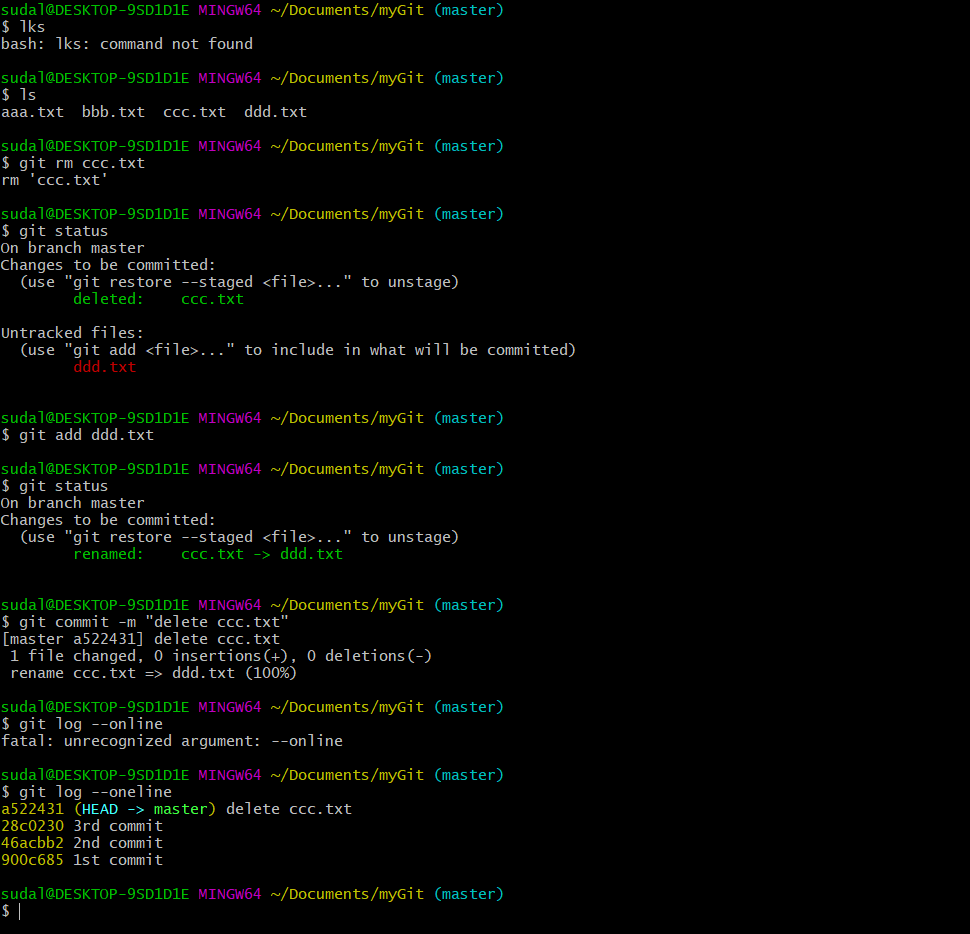 sudal@DESKTOP-9SD1D1E MINGW64 ~/Documents/myGit (master)
$ lks
bash: lks: command not found
sudal@DESKTOP-9SD1D1E MINGW64 ~/Documents/myGit (master)
$ ls
aaa.txt  bbb.txt  ccc.txt  ddd.txt
sudal@DESKTOP-9SD1D1E MINGW64 ~/Documents/myGit (master)
$ git rm ccc.txt
rm 'ccc.txt'
sudal@DESKTOP-9SD1D1E MINGW64 ~/Documents/myGit (master)
$ git status
On branch master
Changes to be committed:
  (use "git restore --staged <file>..." to unstage)
        deleted:    ccc.txt
Untracked files:
  (use "git add <file>..." to include in what will be committed)
        ddd.txt
sudal@DESKTOP-9SD1D1E MINGW64 ~/Documents/myGit (master)
$ git add ddd.txt
sudal@DESKTOP-9SD1D1E MINGW64 ~/Documents/myGit (master)
$ git status
On branch master
Changes to be committed:
  (use "git restore --staged <file>..." to unstage)
        renamed:    ccc.txt -> ddd.txt
sudal@DESKTOP-9SD1D1E MINGW64 ~/Documents/myGit (master)
$ git commit -m "delete ccc.txt"
[master a522431] delete ccc.txt
 1 file changed, 0 insertions(+), 0 deletions(-)
 rename ccc.txt => ddd.txt (100%)
sudal@DESKTOP-9SD1D1E MINGW64 ~/Documents/myGit (master)
$ git log --online
fatal: unrecognized argument: --online
sudal@DESKTOP-9SD1D1E MINGW64 ~/Documents/myGit (master)
$ git log --oneline
a522431 (HEAD -> master) delete ccc.txt
28c0230 3rd commit
46acbb2 2nd commit
900c685 1st commit
sudal@DESKTOP-9SD1D1E MINGW64 ~/Documents/myGit (master)
$